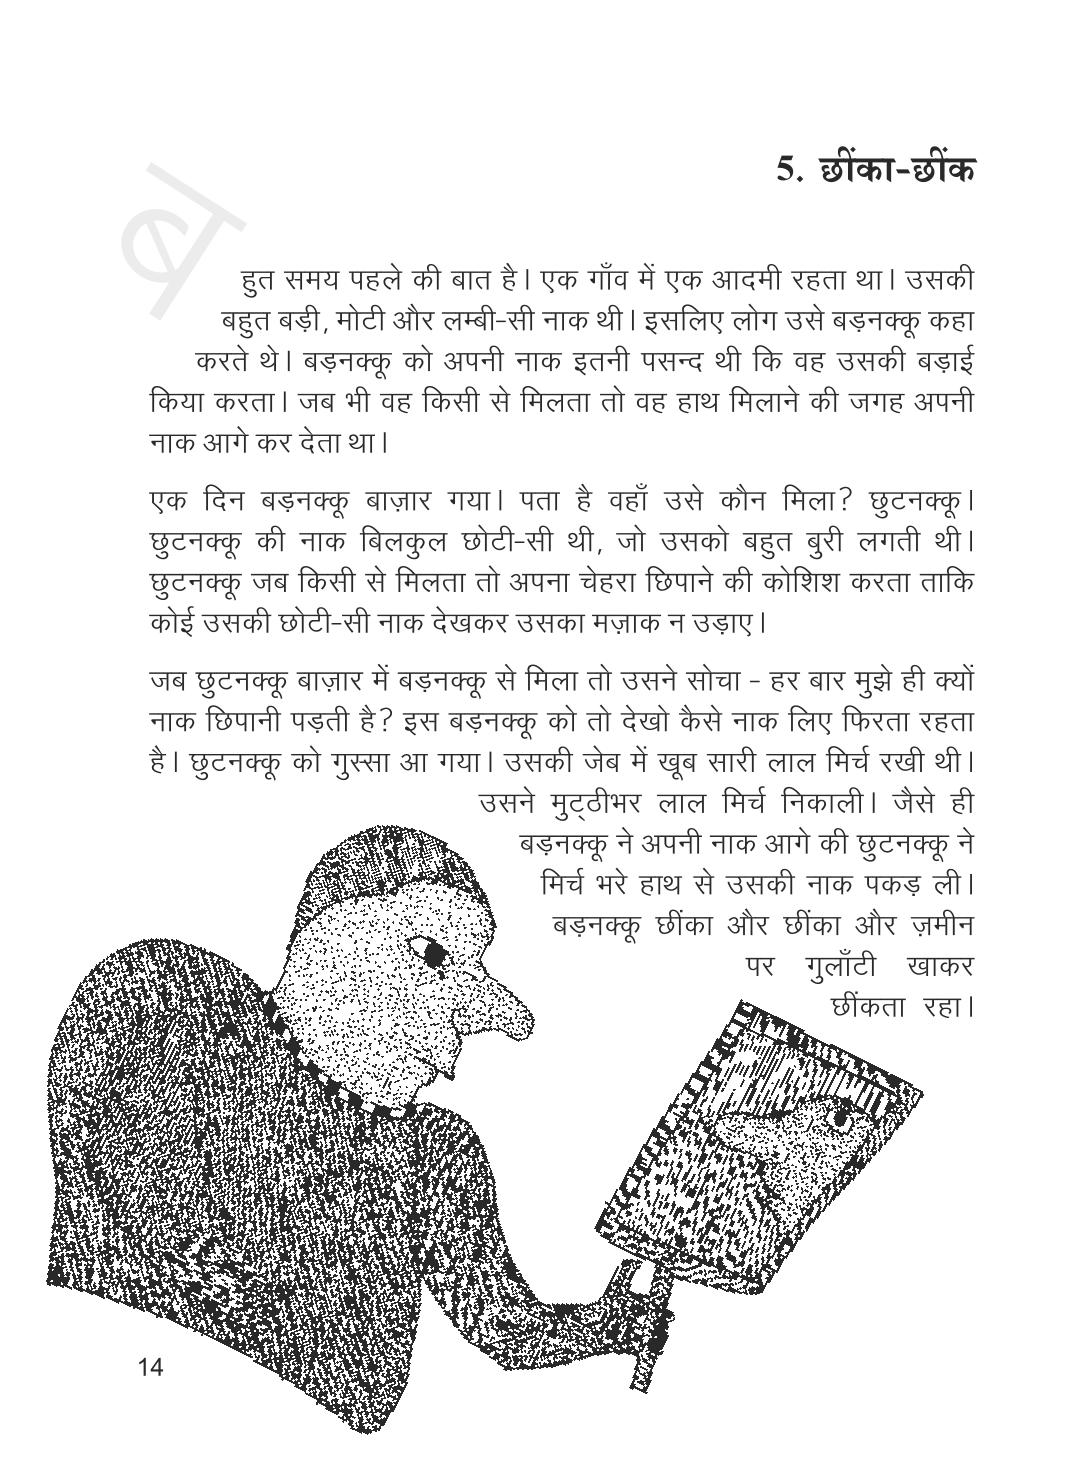 5. छींका-छींक
बहुत समय पहले की बात है। एक गाँव में एक आदमी रहता था। उसकी
बहुत बड़ी, मोटी और लम्बी-सी नाक थी। इसलिए लोग उसे बड़नक्कू कहा
करते थे। बड़नक्कू को अपनी नाक इतनी पसन्द थी कि वह उसकी बड़ाई
किया करता। जब भी वह किसी से मिलता तो वह हाथ मिलाने की जगह अपनी
नाक आगे कर देता था।
एक दिन बड़नक्कू बाज़ार गया। पता है वहाँ उसे कौन मिला? छुटनक्कू।
छुटनक्कू की नाक बिलकुल छोटी-सी थी, जो उसको बहुत बुरी लगती थी।
छुटनक्कू जब किसी से मिलता तो अपना चेहरा छिपाने की कोशिश करता ताकि
कोई उसकी छोटी-सी नाक देखकर उसका मज़ाक न उड़ाए।
जब छुटनक्कू बाज़ार में बड़नक्कू से मिला तो उसने सोचा - हर बार मुझे ही क्यों
नाक छिपानी पड़ती है? इस बड़नक्कू को तो देखो कैसे नाक लिए फिरता रहता
है। छुटनक्कू को गुस्सा आ गया। उसकी जेब में खूब सारी लाल मिर्च रखी थी।
उसने मुट्ठीभर लाल मिर्च निकाली। जैसे ही
बड़नक्कू ने अपनी नाक आगे की छुटनक्कू ने
मिर्च भरे हाथ से उसकी नाक पकड़ ली।
बड़नक्कू छींका और छींका और ज़मीन
पर गुलाँटी खाकर
छींकता रहा।
14